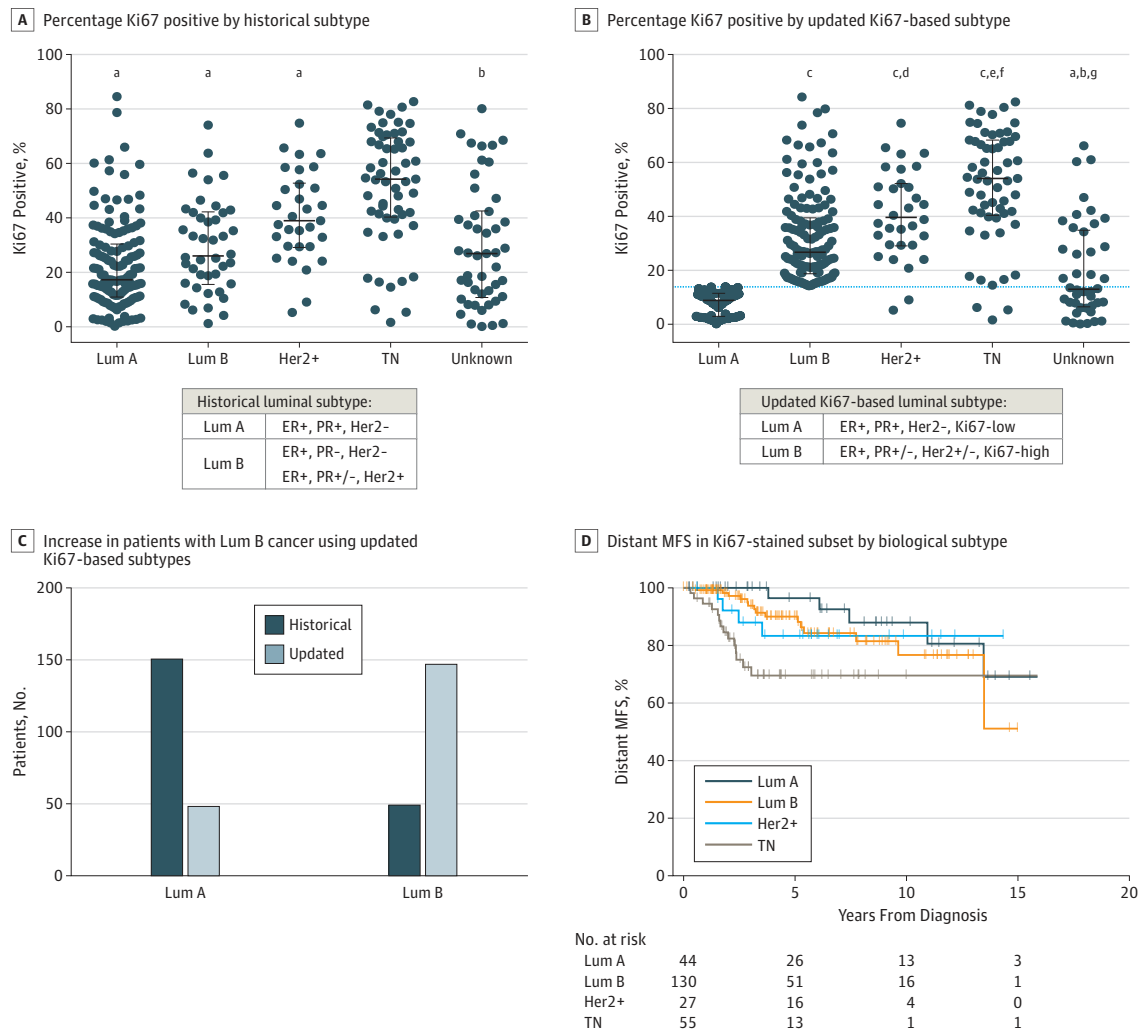 A Percentage Ki67 positive by historical subtype
100
80
60
40
20
0
Ki67 Positive, %
a
a
a
b
Lum A
Lum B
Her2+
TN
Unknown
Historical luminal subtype:
Lum A ER+, PR+, Her2-
Lum B ER+, PR-, Her2-
ER+, PR+/-, Her2+
B Percentage Ki67 positive by updated Ki67-based subtype
100
80
60
40
20
0
Ki67 Positive, %
c
c,d
c,e,f
a,b,g
Lum A
Lum B
Her2+
TN
Unknown
Updated Ki67-based luminal subtype:
Lum A ER+, PR+, Her2-, Ki67-low
Lum B ER+, PR+/-, Her2+/-, Ki67-high
C Increase in patients with Lum B cancer using updated
Ki67-based subtypes
200
150
100
50
0
Patients, No.
Historical
Updated
Lum A
Lum B
D Distant MFS in Ki67-stained subset by biological subtype
100
80
60
40
20
0
Distant MFS, %
Lum A
Lum B
Her2+
TN
0 5 10 15 20
Years From Diagnosis
No. at risk
Lum A 44 26 13 3
Lum B 130 51 16 1
Her2+ 27 16 4 0
TN 55 13 1 1